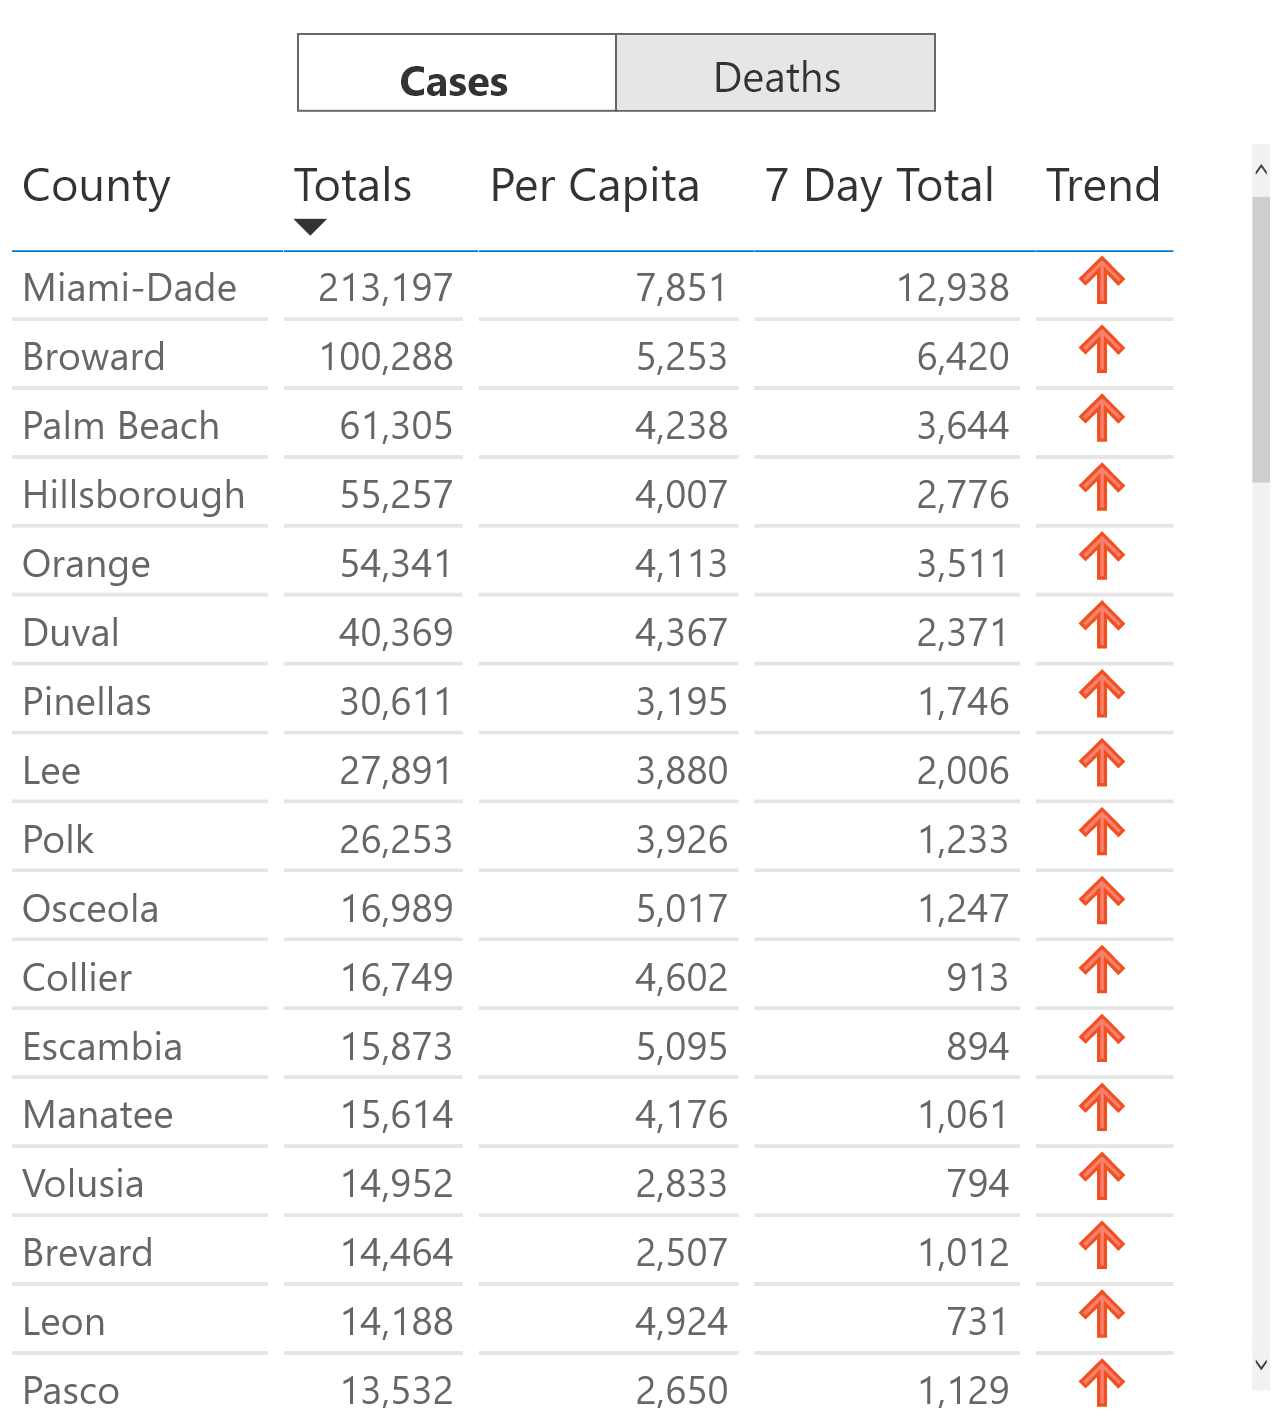 Cases Deaths
County Totals Per Capita 7 Day Total Trend
Miami-Dade 213,197 7,851 12,938
Broward 100,288 5,253 6,420
Palm Beach 61,305 4,238 3,644
Hillsborough 55,257 4,007 2,776
Orange 54,341 4,113 3,511
Duval 40,369 4,367 2,371
Pinellas 30,611 3,195 1,746
Lee 27,891 3,880 2,006
Polk 26,253 3,926 1,233
Osceola 16,989 5,017 1,247
Collier 16,749 4,602 913
Escambia 15,873 5,095 894
Manatee 15,614 4,176 1,061
Volusia 14,952 2,833 794
Brevard 14,464 2,507 1,012
Leon 14,188 4,924 731
Pasco 13,532 2,650 1,129